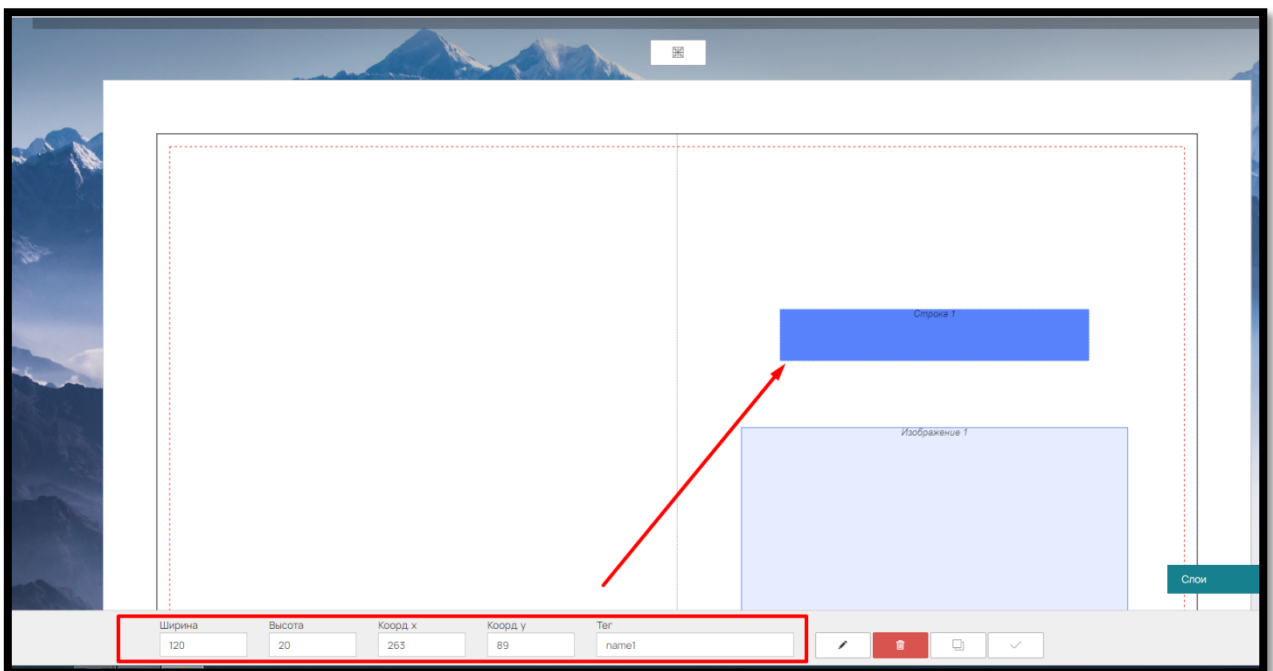 Строка 1
Изображение 1
Слои
Ширина Высота Коорд х Коорд у Тег
120 20 263 89 name1